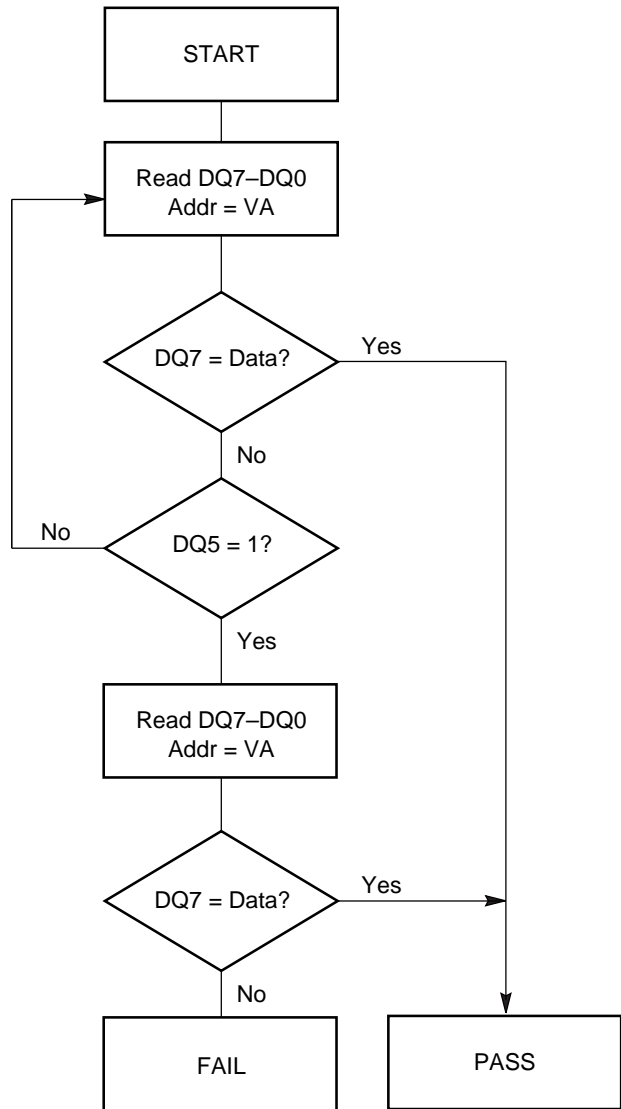 START
Read DQ7–DQ0
Addr = VA
DQ7 = Data?
Yes
No
No
DQ5 = 1?
Yes
Read DQ7–DQ0
Addr = VA
DQ7 = Data?
Yes
No
FAIL
PASS